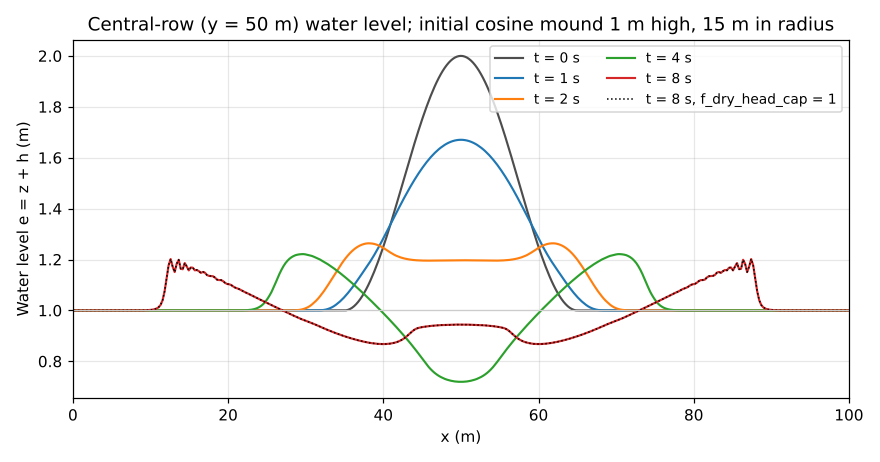 Central-row (y = 50 m) water level; initial cosine mound 1 m high, 15 m in radius
Water level e = z + h (m)
2.0
1.8
1.6
1.4
1.2
1.0
0.8
t = 0 s
t = 1 s
t = 2 s
t = 4 s
t = 8 s
t = 8 s, f_dry_head_cap = 1
0
20
40
60
80
100
x (m)